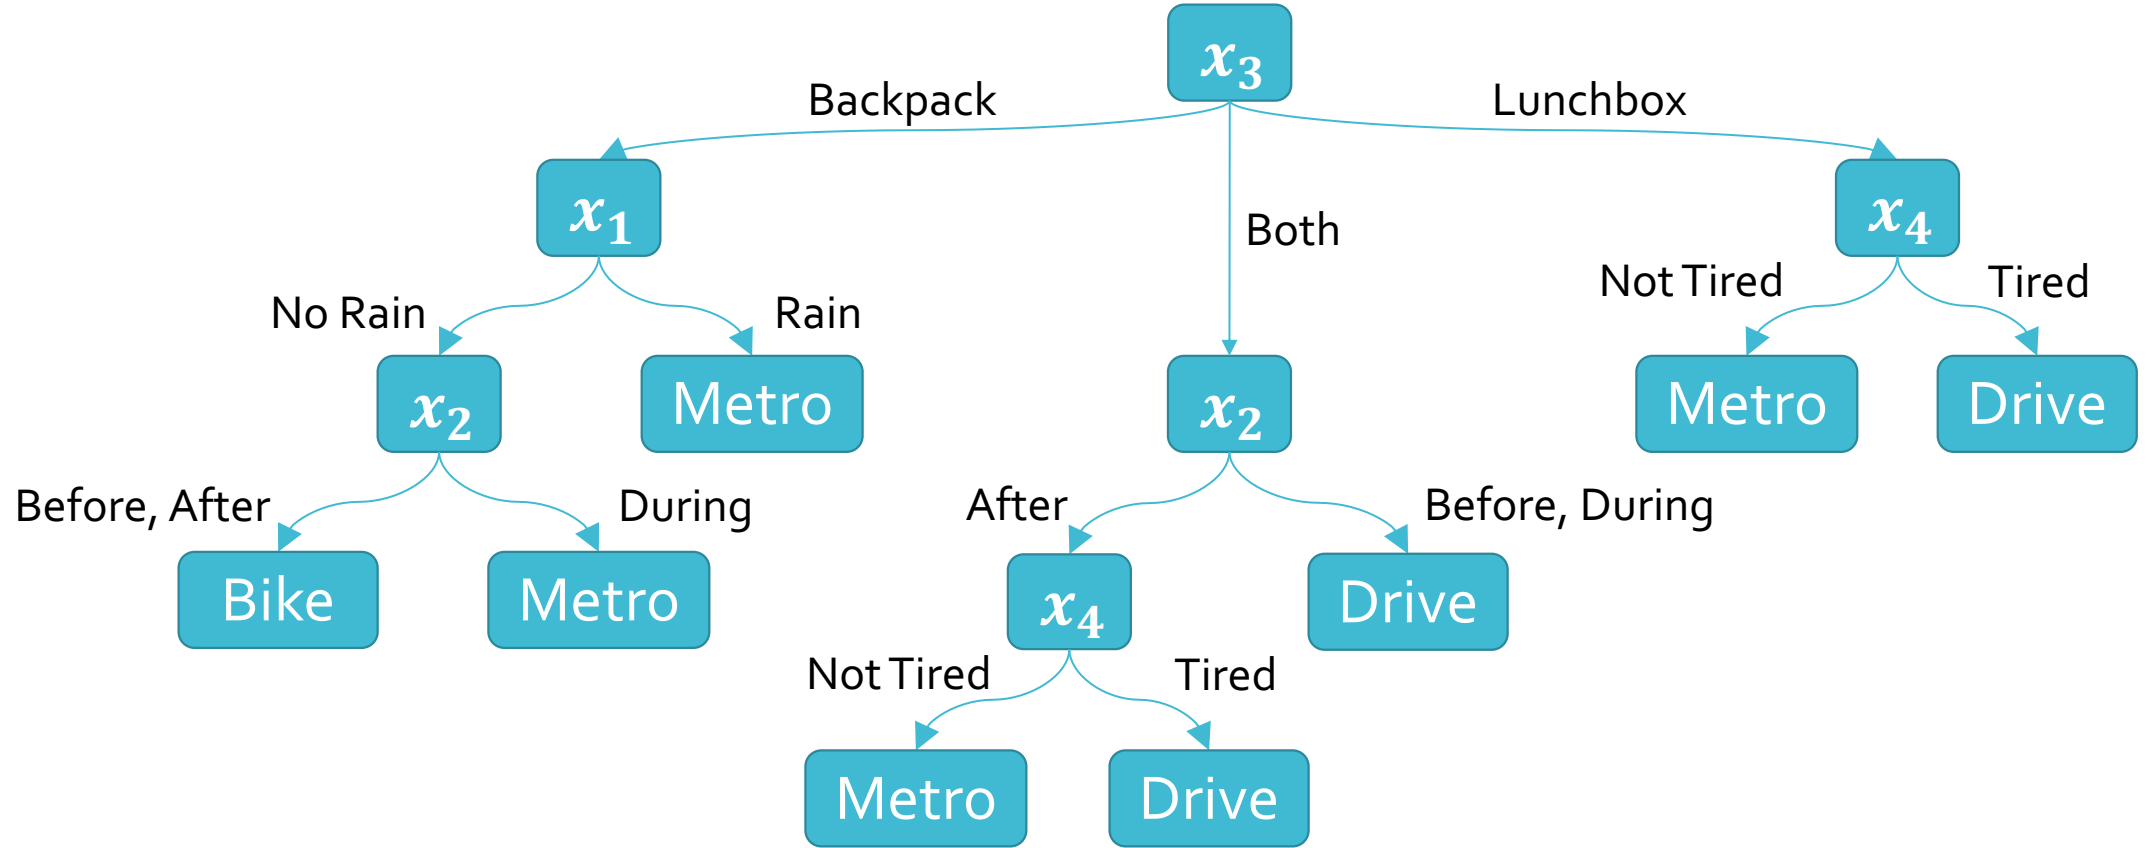 x3
Backpack
Lunchbox
x1
x4
Both
Not Tired
Tired
No Rain
Rain
x2
Metro
x2
Metro
Drive
Before, After
During
After
Before, During
Bike
Metro
x4
Drive
Not Tired
Tired
Metro
Drive